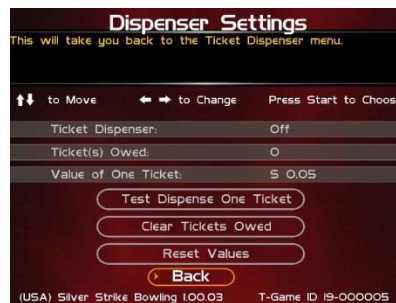 Dispenser Settings
This will take you back to the Ticket Dispenser menu.
to Move to Change Press Start to Choos
Ticket Dispenser: Off
Ticket(s) Owed: 0
Value of One Ticket: $ 0.05
Test Dispense One Ticket
Clear Tickets Owed
Reset Values
Back
(USA) Silver Strike Bowling 1.00.03 T-Game ID 19-000005